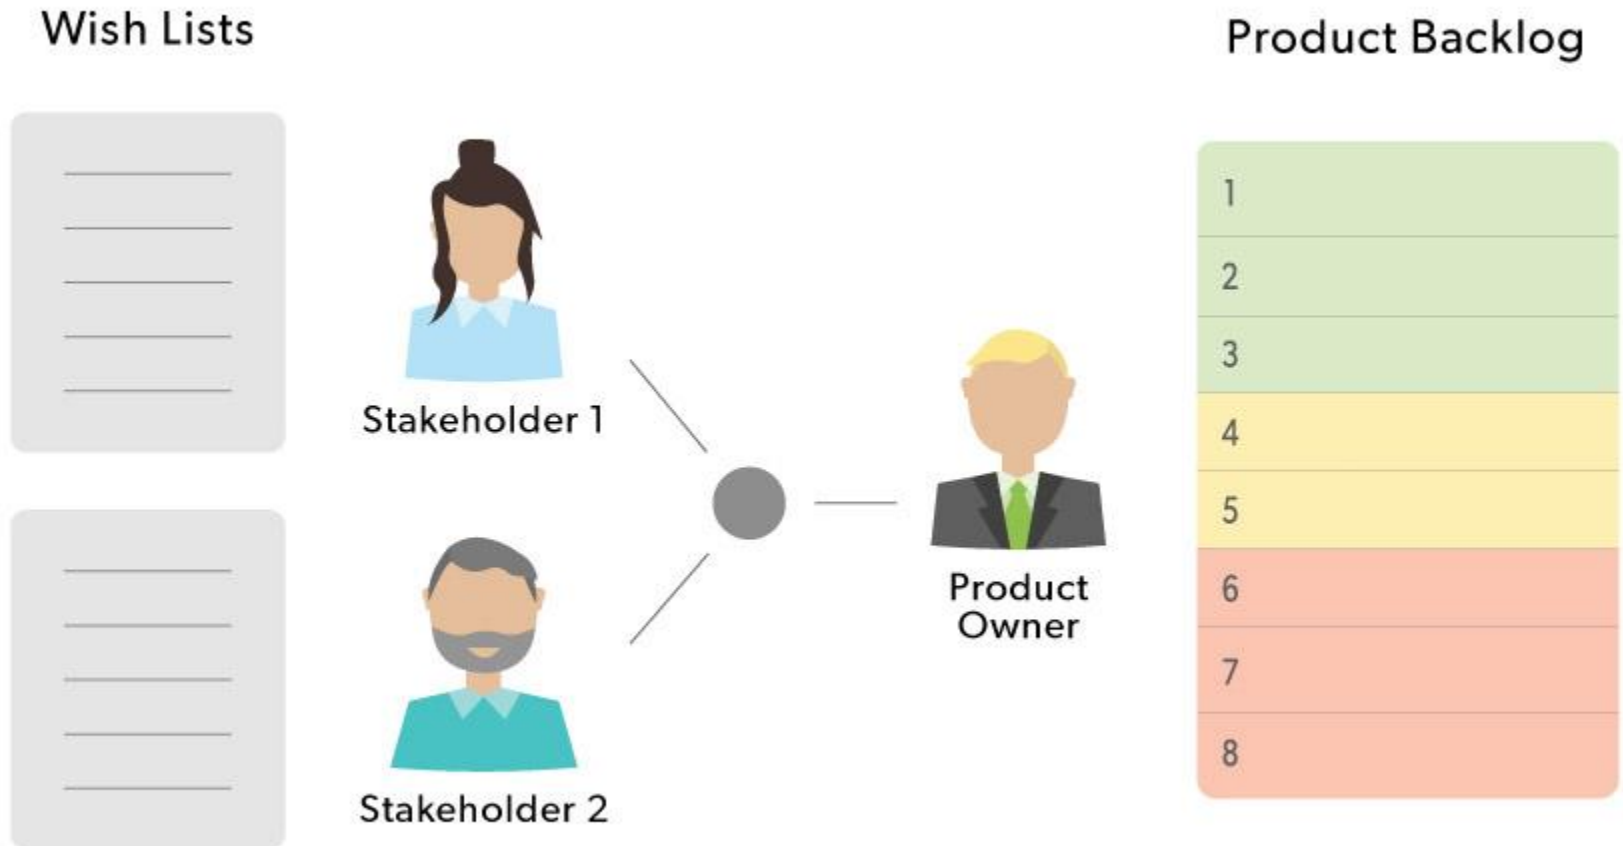 Wish Lists
Product Backlog
Stakeholder 1
Stakeholder 2
Product
Owner
1
2
3
4
5
6
7
8